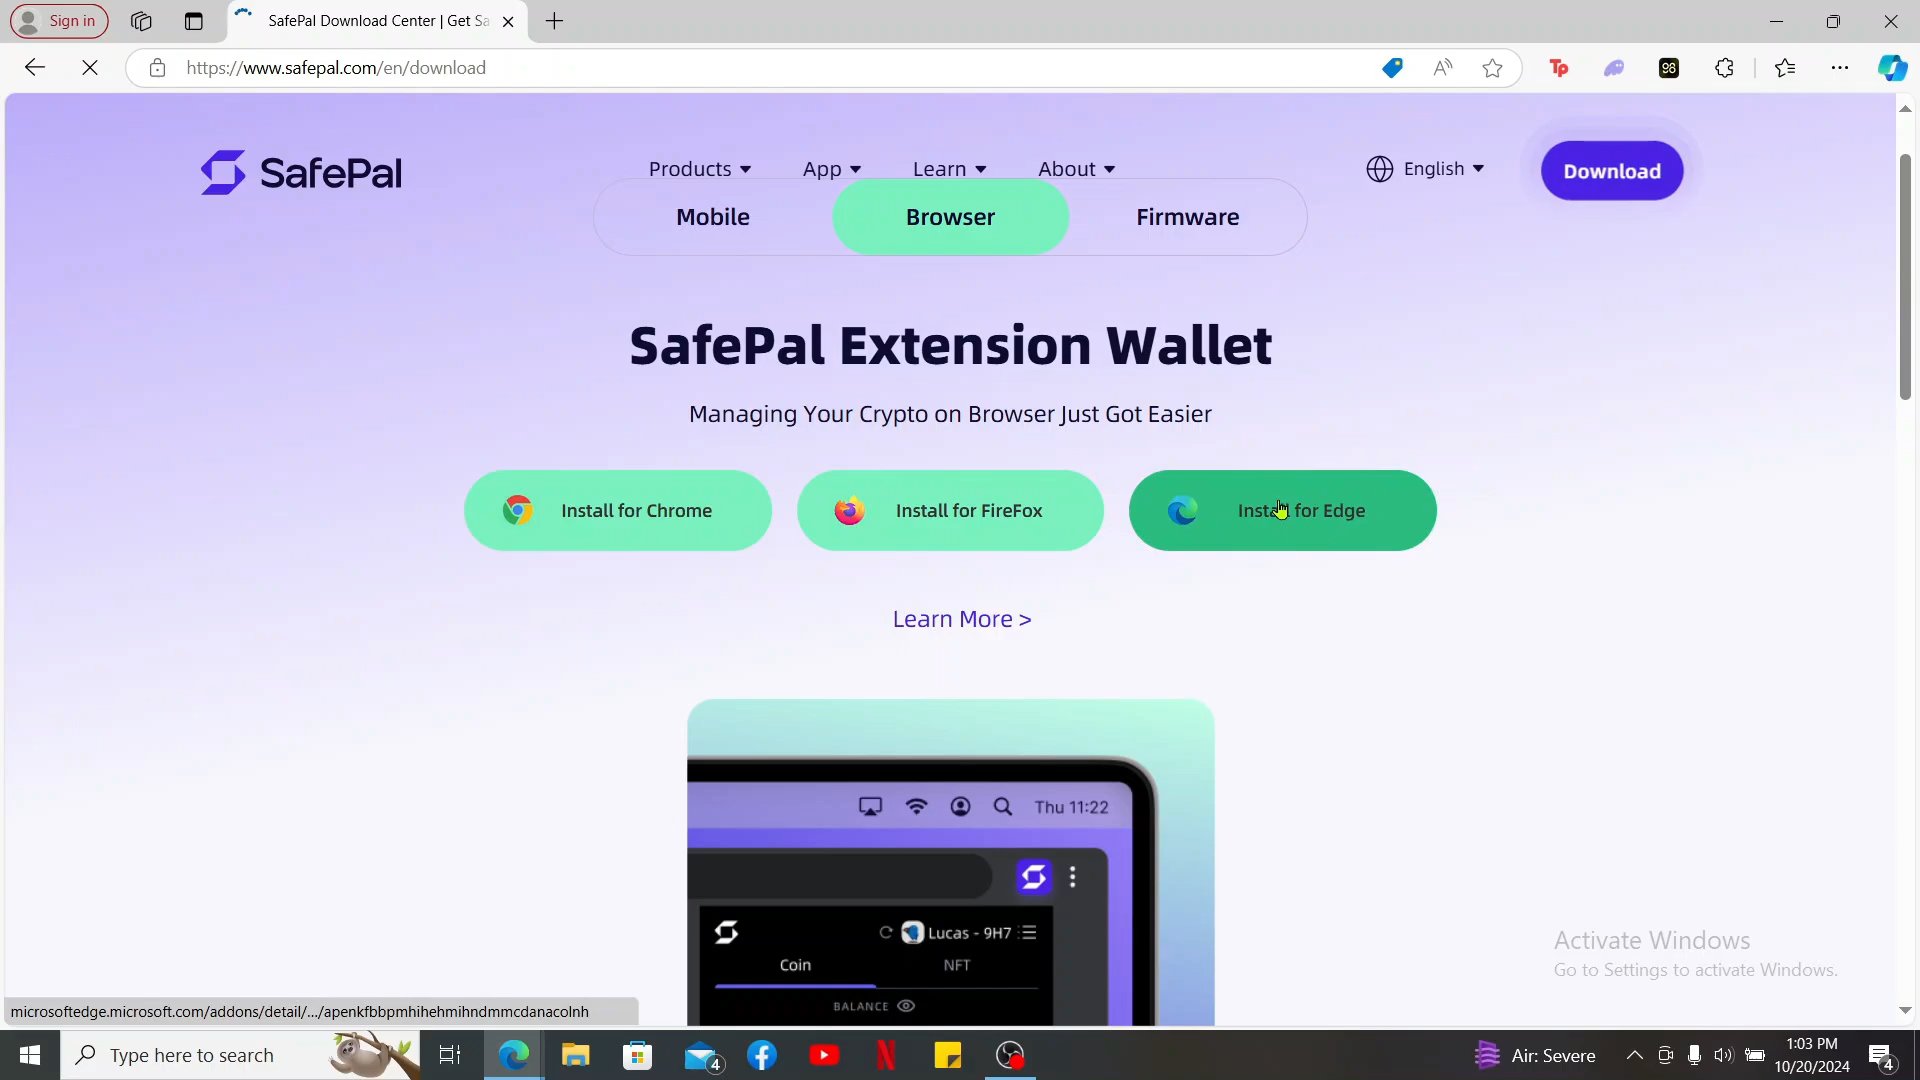 Sign in
SafePal Download Center | Get Sa
https://www.safepal.com/en/download
Tp
98
SafePal
Products
App
Learn
About
English
Download
Mobile
Browser
Firmware
SafePal Extension Wallet
Managing Your Crypto on Browser Just Got Easier
Install for Chrome
Install for FireFox
Install for Edge
Learn More >
Thu 11:22
Lucas - 9H7
Coin
NFT
BALANCE
Activate Windows
Go to Settings to activate Windows.
microsoftedge.microsoft.com/addons/detail/.../apenkfbbpmhihehmihndmmcdanacolnh
Type here to search
4
Air: Severe
1:03 PM
10/20/2024
4